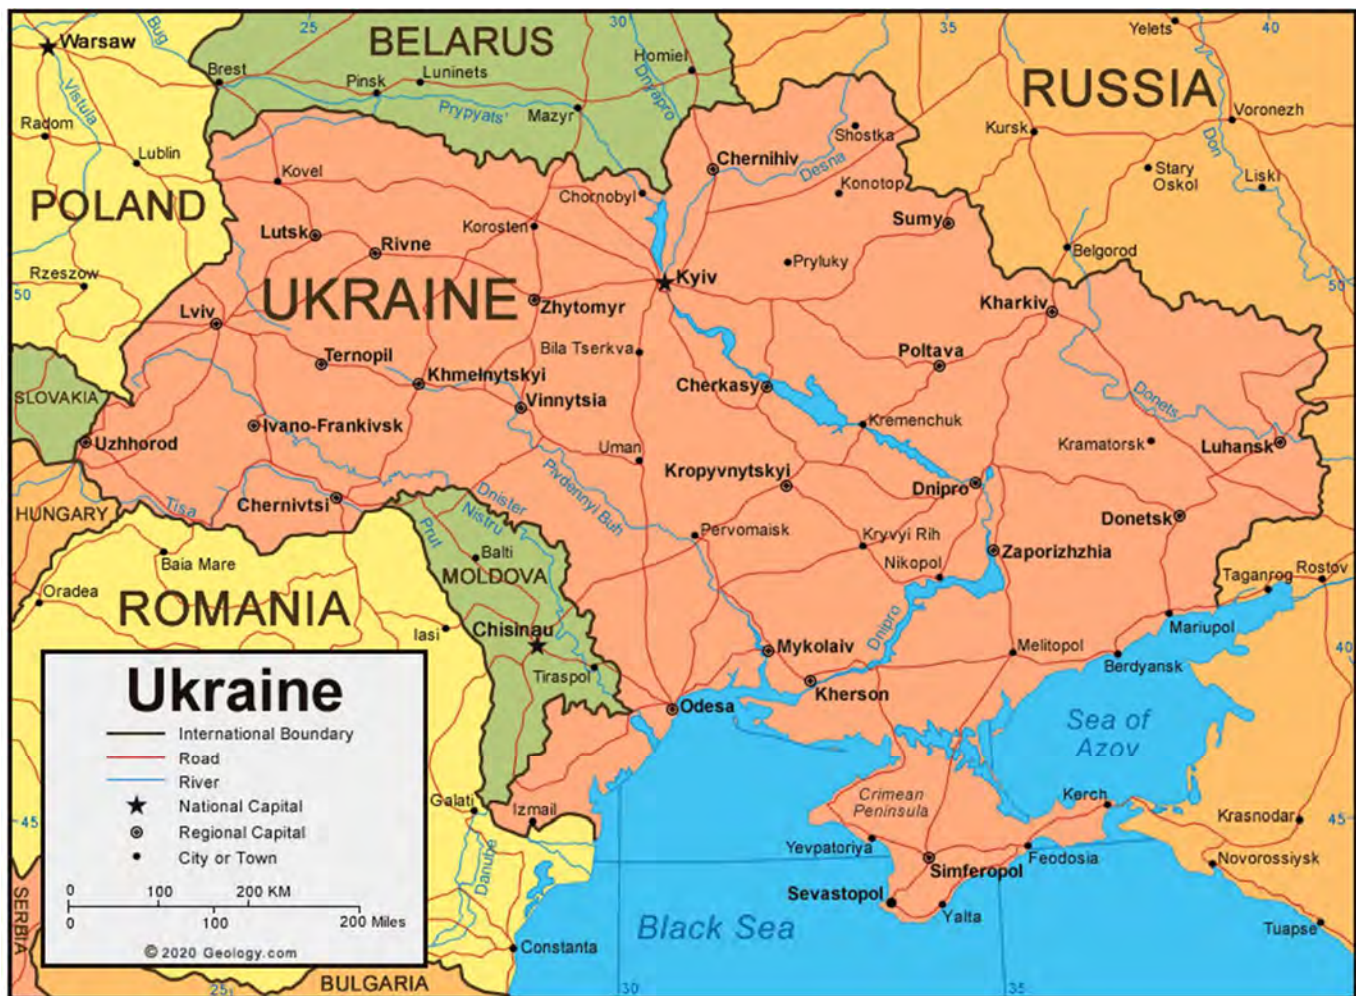 25
30
35
40
Warsaw
Bug
BELARUS
Homiel
Yelets
Brest
Pinsk
Luninets
Dnyapro
RUSSIA
Vistula
Prypyats'
Mazyr
Voronezh
Radom
Shostka
Kursk
Don
Lublin
Chernihiv
Desna
Stary
Oskol
Liski
Kovel
Chornobyl
Konotop
POLAND
Lutsk
Rivne
Korosten
Sumy
Belgorod
Rzeszow
Kyiv
Pryluky
50
50
UKRAINE
Zhytomyr
Kharkiv
Lviv
Ternopil
Bila Tserkva
Poltava
Khmelnytskyi
Cherkasy
SLOVAKIA
Vinnytsia
Donets
Ivano-Frankivsk
Kremenchuk
Uzhhorod
Uman
Kramatorsk
Luhansk
Kropyvnytskyi
Pivdennyi Buh
Dnipro
Tisa
Chernivtsi
Dnister
Nistru
HUNGARY
Donetsk
Prut
Pervomaisk
Kryvyi Rih
Balti
Zaporizhzhia
Baia Mare
MOLDOVA
Nikopol
Taganrog
Rostov
Oradea
ROMANIA
Iasi
Chisinau
Dnipro
Mariupol
Mykolaiv
Melitopol
40
Berdyansk
Tiraspol
Kherson
Odesa
Sea of
Azov
Ukraine
International Boundary
Road
River
National Capital
Regional Capital
City or Town
0 100 200 KM
0 100 200 Miles
© 2020 Geology.com
Galati
Izmail
Crimean
Peninsula
Kerch
45
45
Krasnodar
Yevpatoriya
Feodosia
Danube
Simferopol
Novorossiysk
SERBIA
Sevastopol
Yalta
Black Sea
Tuapse
Constanta
BULGARIA
25
30
35